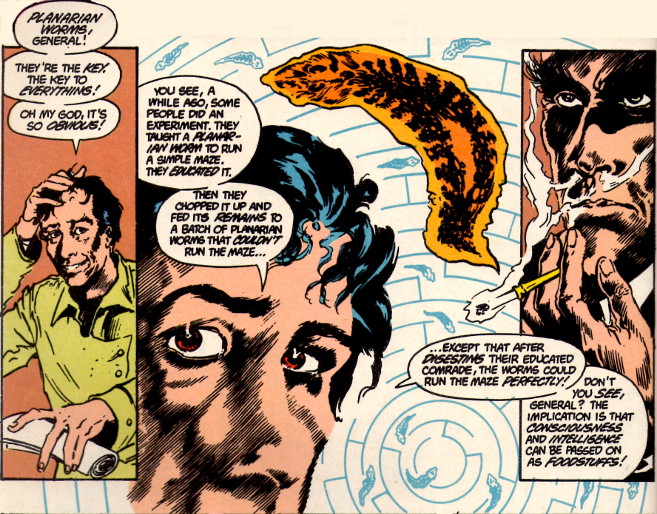 PLANARIAN
WORMS,
GENERAL!
THEY'RE THE KEY.
THE KEY TO
EVERYTHING!
OH MY GOD, IT'S
SO OBVIOUS!
YOU SEE, A
WHILE AGO, SOME
PEOPLE DID AN
EXPERIMENT. THEY
TAUGHT A PLANAR-
IAN WORM TO RUN
A SIMPLE MAZE.
THEY EDUCATED IT.
THEN THEY
CHOPPED IT UP AND
FED ITS REMAINS TO
A BATCH OF PLANARIAN
WORMS THAT COULDN'T
RUN THE MAZE...
...EXCEPT THAT AFTER
DIGESTING THEIR EDUCATED
COMRADE, THE WORMS COULD
RUN THE MAZE PERFECTLY!
DON'T
YOU SEE,
GENERAL? THE
IMPLICATION IS THAT
CONSCIOUSNESS
AND INTELLIGENCE
CAN BE PASSED ON
AS FOODSTUFFS!